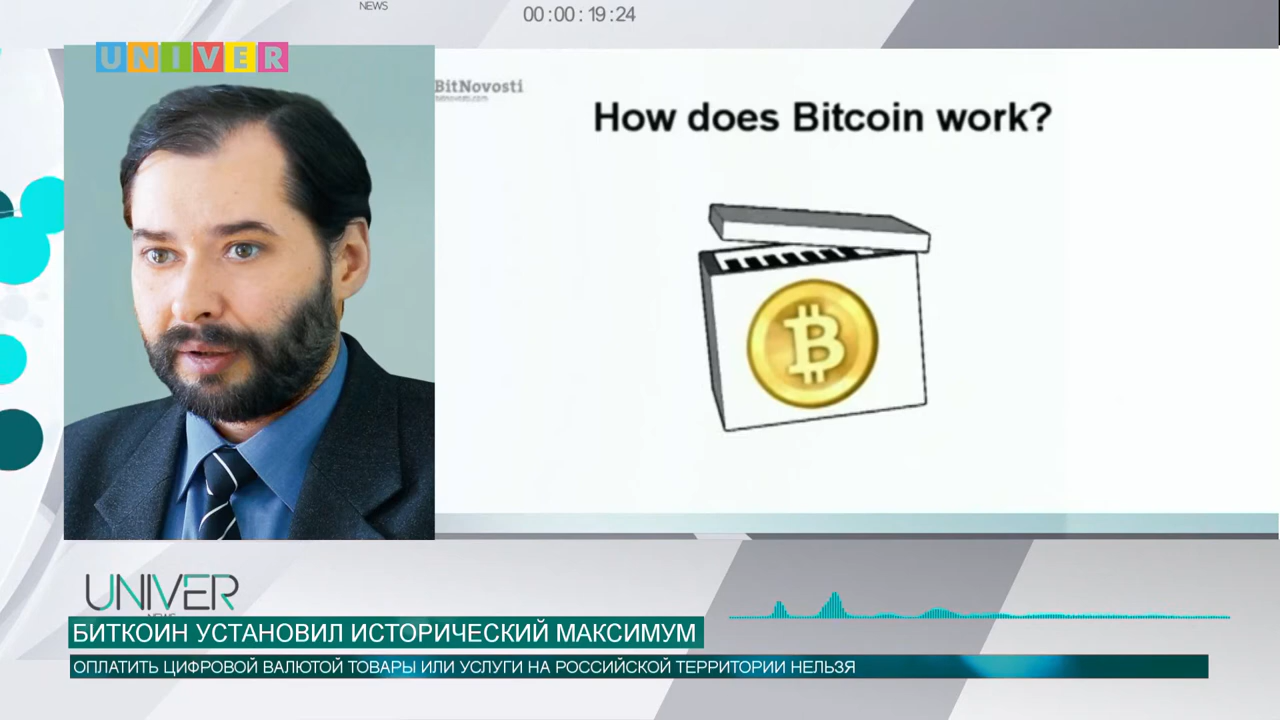 NEWS
00:00:19:24
UNIVER
BitNovosti
How does Bitcoin work?
B
UNIVER
NEWS
БИТКОИН УСТАНОВИЛ ИСТОРИЧЕСКИЙ МАКСИМУМ
ОПЛАТИТЬ ЦИФРОВОЙ ВАЛЮТОЙ ТОВАРЫ ИЛИ УСЛУГИ НА РОССИЙСКОЙ ТЕРРИТОРИИ НЕЛЬЗЯ